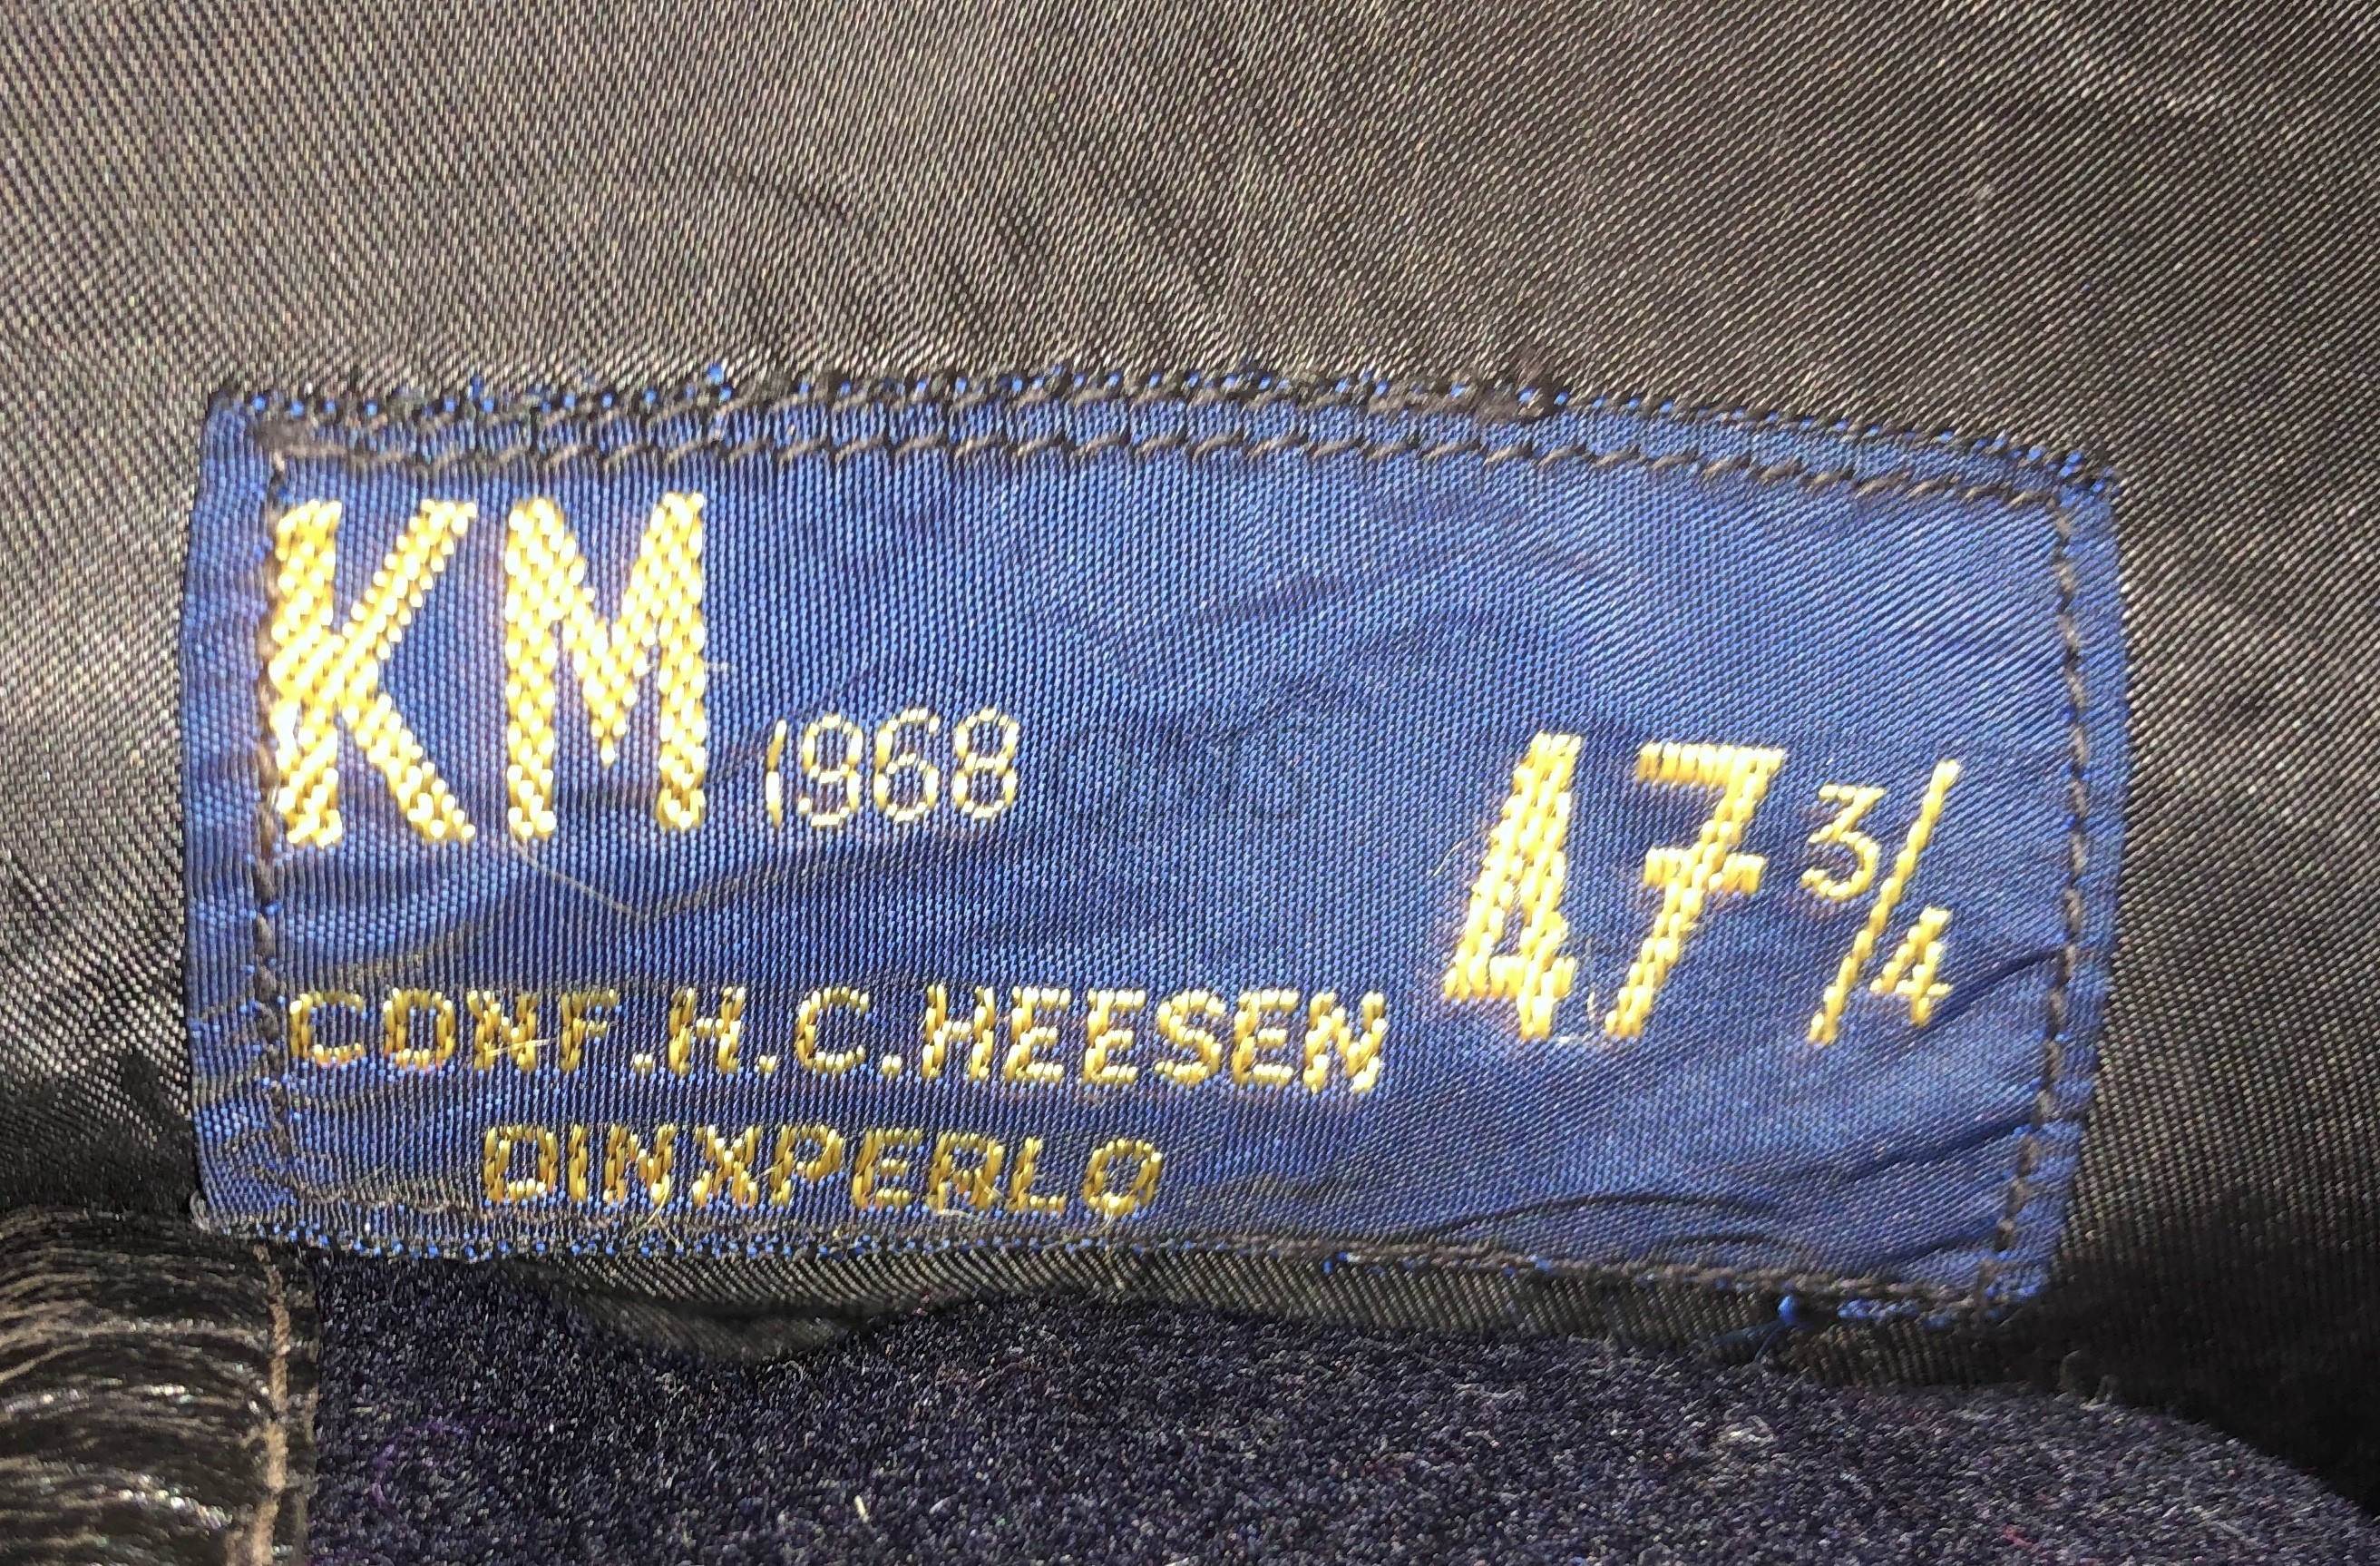 KM 1968
47 3/4
CONF.H.C.HEESEN
DINXPERLO